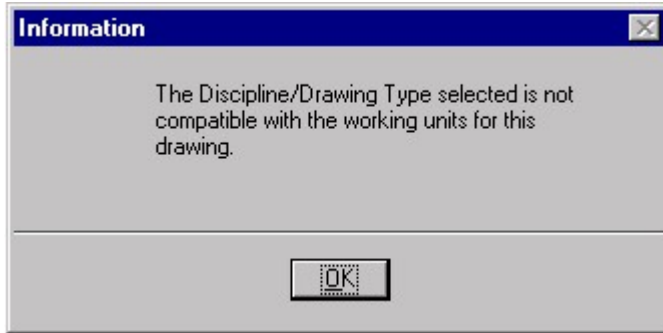 Information
The Discipline/Drawing Type selected is not
compatible with the working units for this
drawing.
OK